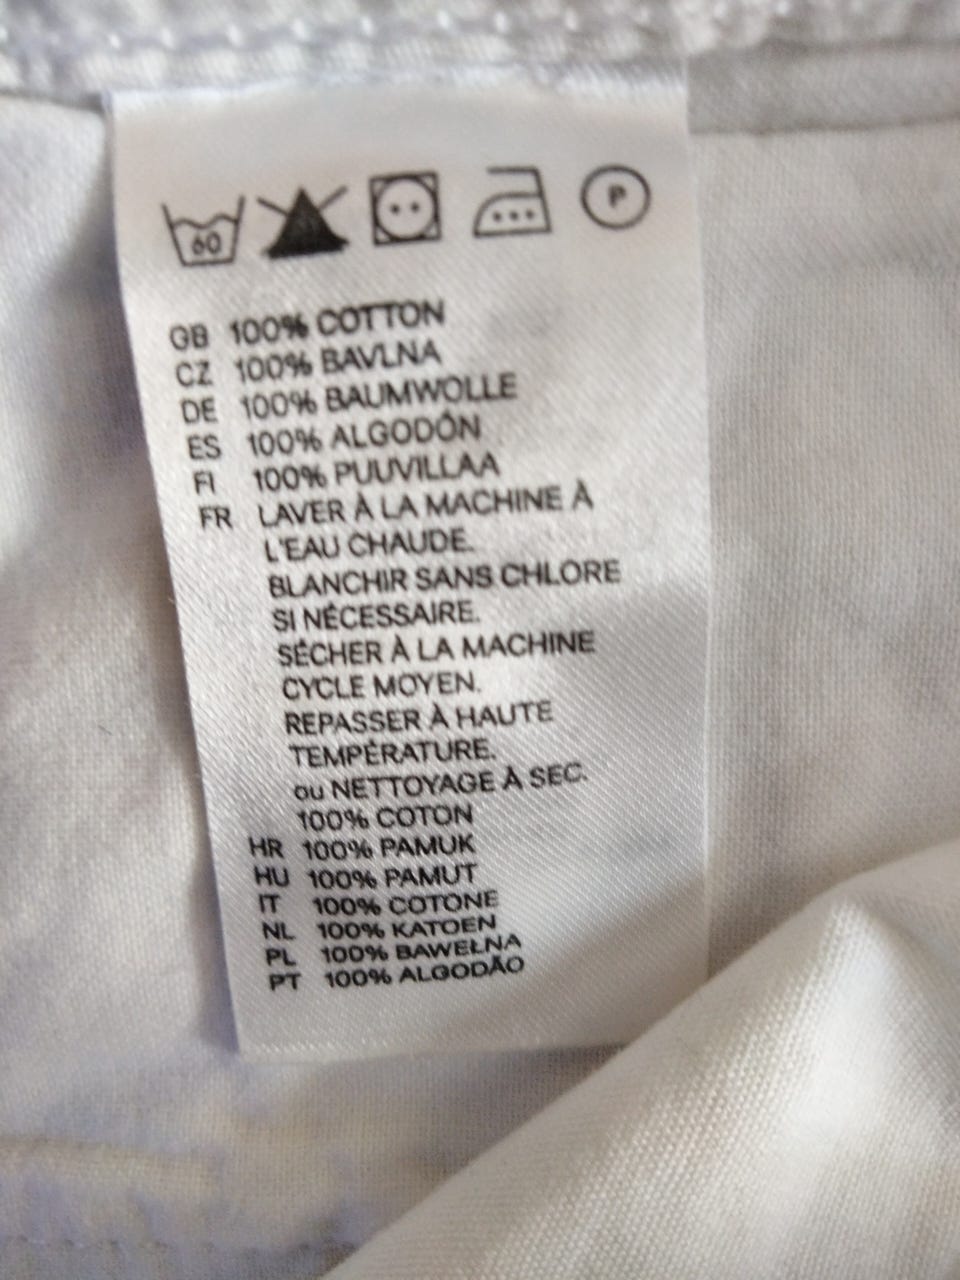 60 P
GB 100% COTTON
CZ 100% BAVLNA
DE 100% BAUMWOLLE
ES 100% ALGODÓN
FI 100% PUUVILLAA
FR LAVER À LA MACHINE À
L'EAU CHAUDE.
BLANCHIR SANS CHLORE
SI NÉCESSAIRE.
SÉCHER À LA MACHINE
CYCLE MOYEN.
REPASSER À HAUTE
TEMPÉRATURE.
ou NETTOYAGE À SEC.
100% COTON
HR 100% PAMUK
HU 100% PAMUT
IT 100% COTONE
NL 100% KATOEN
PL 100% BAWEŁNA
PT 100% ALGODÃO